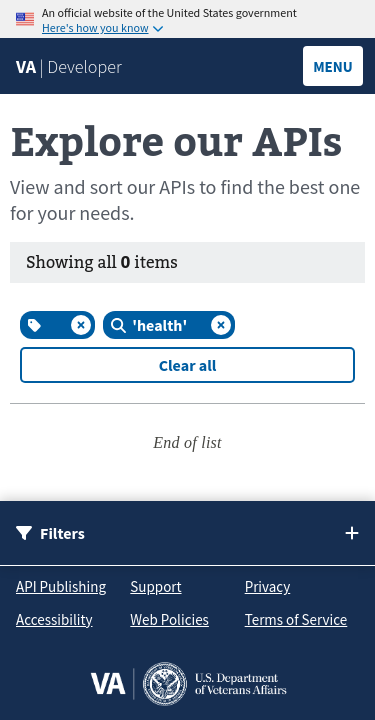 An official website of the United States government
Here's how you know
VA | Developer
MENU
Explore our APIs
View and sort our APIs to find the best one
for your needs.
Showing all 0 items
'health'
Clear all
End of list
Filters
API Publishing Support Privacy
Accessibility Web Policies Terms of Service
VA
U.S. Department
of Veterans Affairs